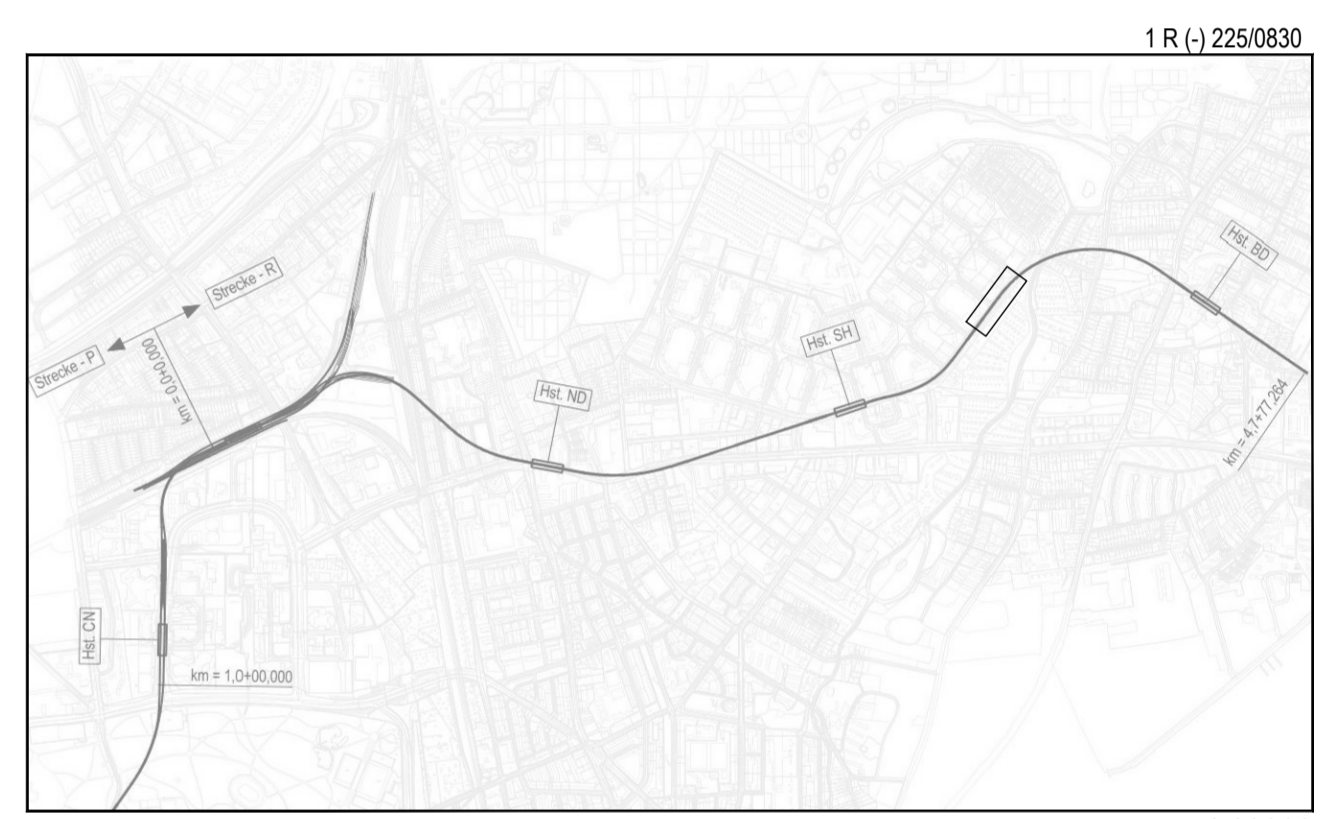 1 R (-) 225/0830
Hst. BD
Strecke - R
Strecke - P
km = 0,0+00,000
Hst. SH
Hst. ND
km = 4,7+77,264
Hst. CN
km = 1,0+00,000